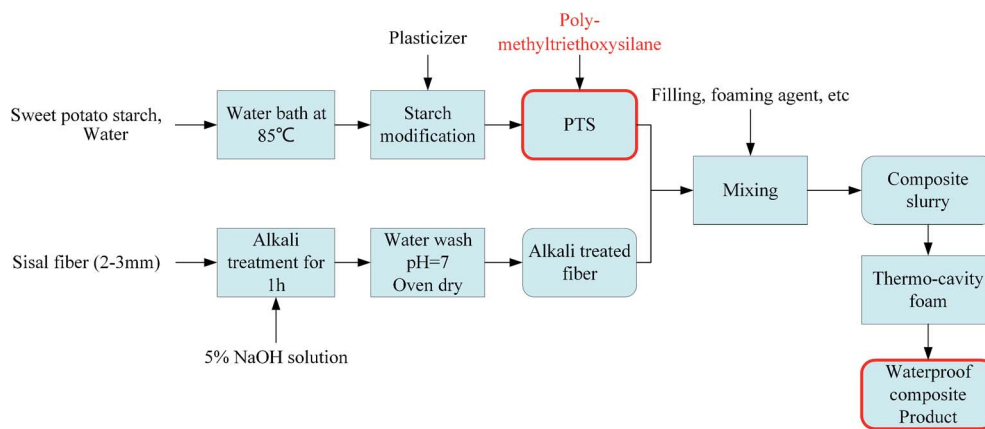 Plasticizer
Poly-
methyltriethoxysilane
Filling, foaming agent, etc
Sweet potato starch,
Water
Water bath at
85℃
Starch
modification
PTS
Mixing
Composite
slurry
Sisal fiber (2-3mm)
Alkali
treatment for
1h
Water wash
pH=7
Oven dry
Alkali treated
fiber
5% NaOH solution
Thermo-cavity
foam
Waterproof
composite
Product